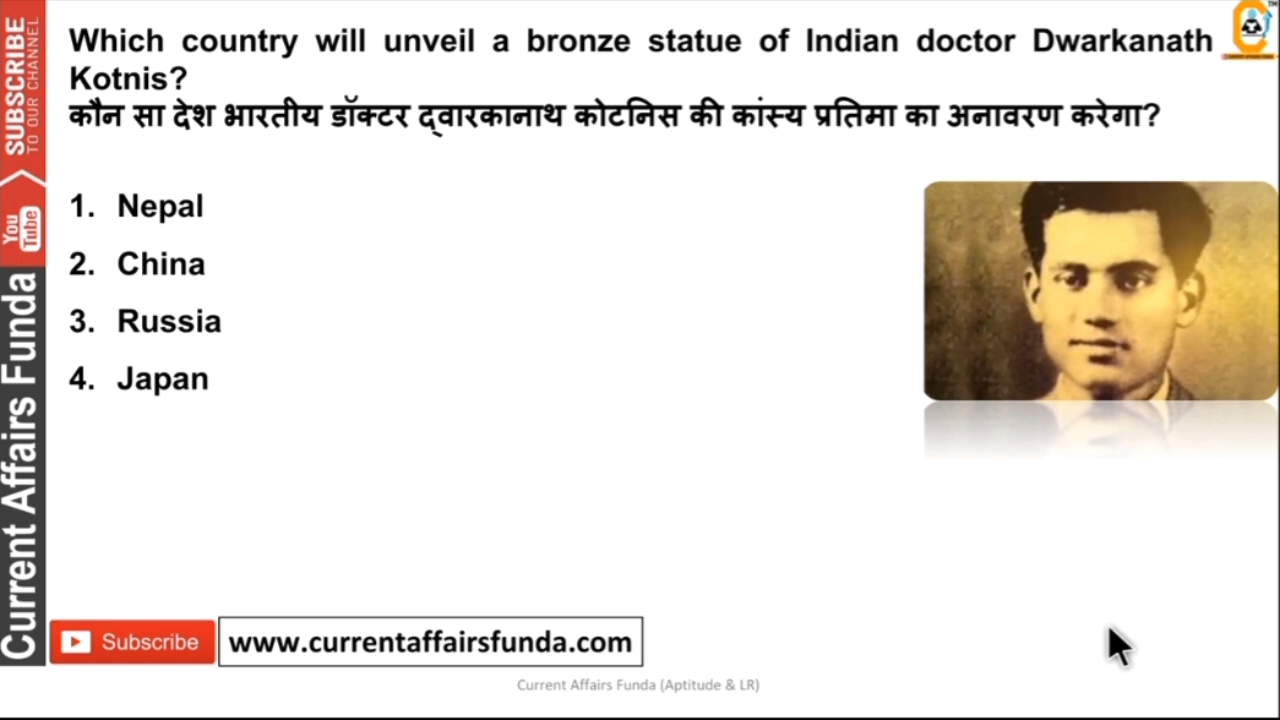 Which country will unveil a bronze statue of Indian doctor Dwarkanath
Kotnis?
कौन सा देश भारतीय डॉक्टर द्वारकानाथ कोटनिस की कांस्य प्रतिमा का अनावरण करेगा?
1. Nepal
2. China
3. Russia
4. Japan
SUBSCRIBE
TO OUR CHANNEL
You
Tube
Current Affairs Funda
Subscribe
www.currentaffairsfunda.com
Current Affairs Funda (Aptitude & LR)
TM